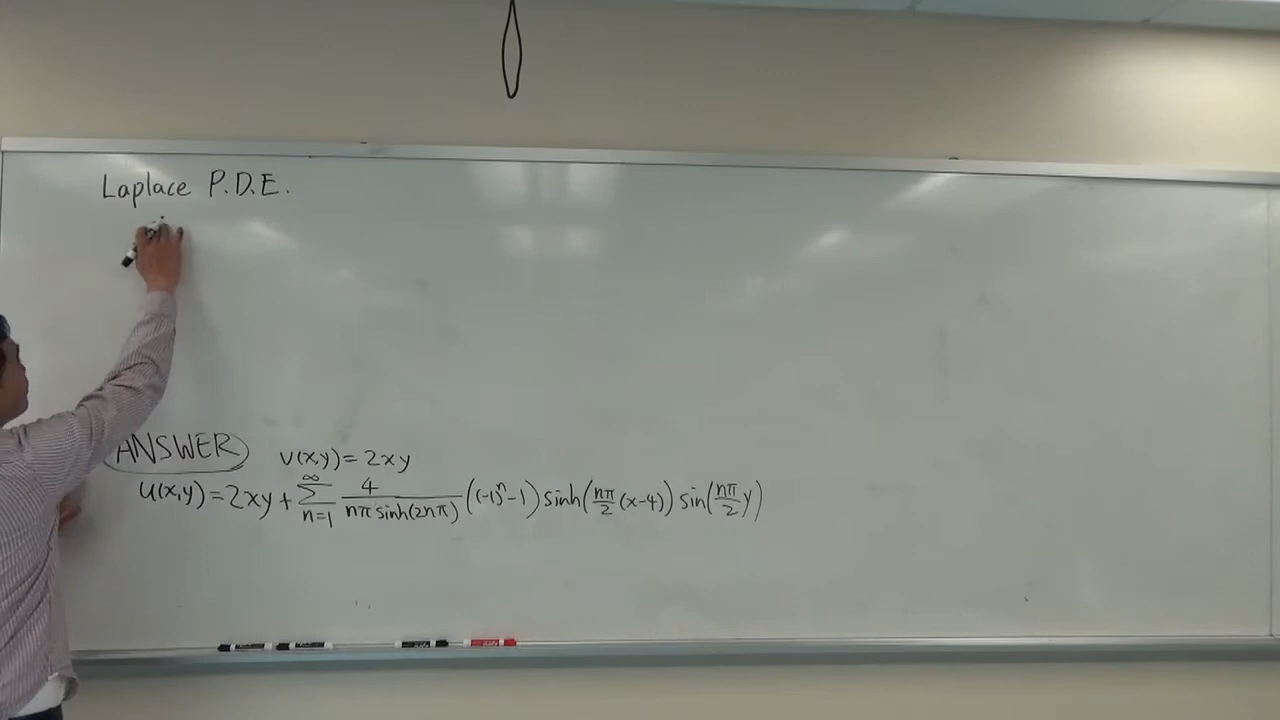 Laplace P.D.E.
ANSWER v(x,y) = 2xy
u(x,y) = 2xy + ∑_{n=1}^{∞} 4/(nπ sinh(2nπ)) ((-1)^n - 1) sinh(nπ/2 (x-4)) sin(nπ/2 y)